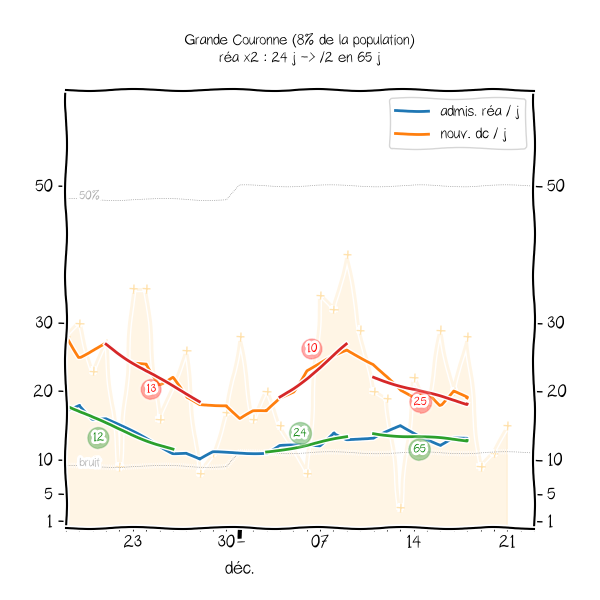 Grande Couronne (8% de la population)
réa x2 : 24 j -> /2 en 65 j
admis. réa / j
nouv. dc / j
50 50
50%
30 30
10
20 20
13
25
24
12
65
10 10
bruit
5 5
1 1
23 30 07 14 21
déc.